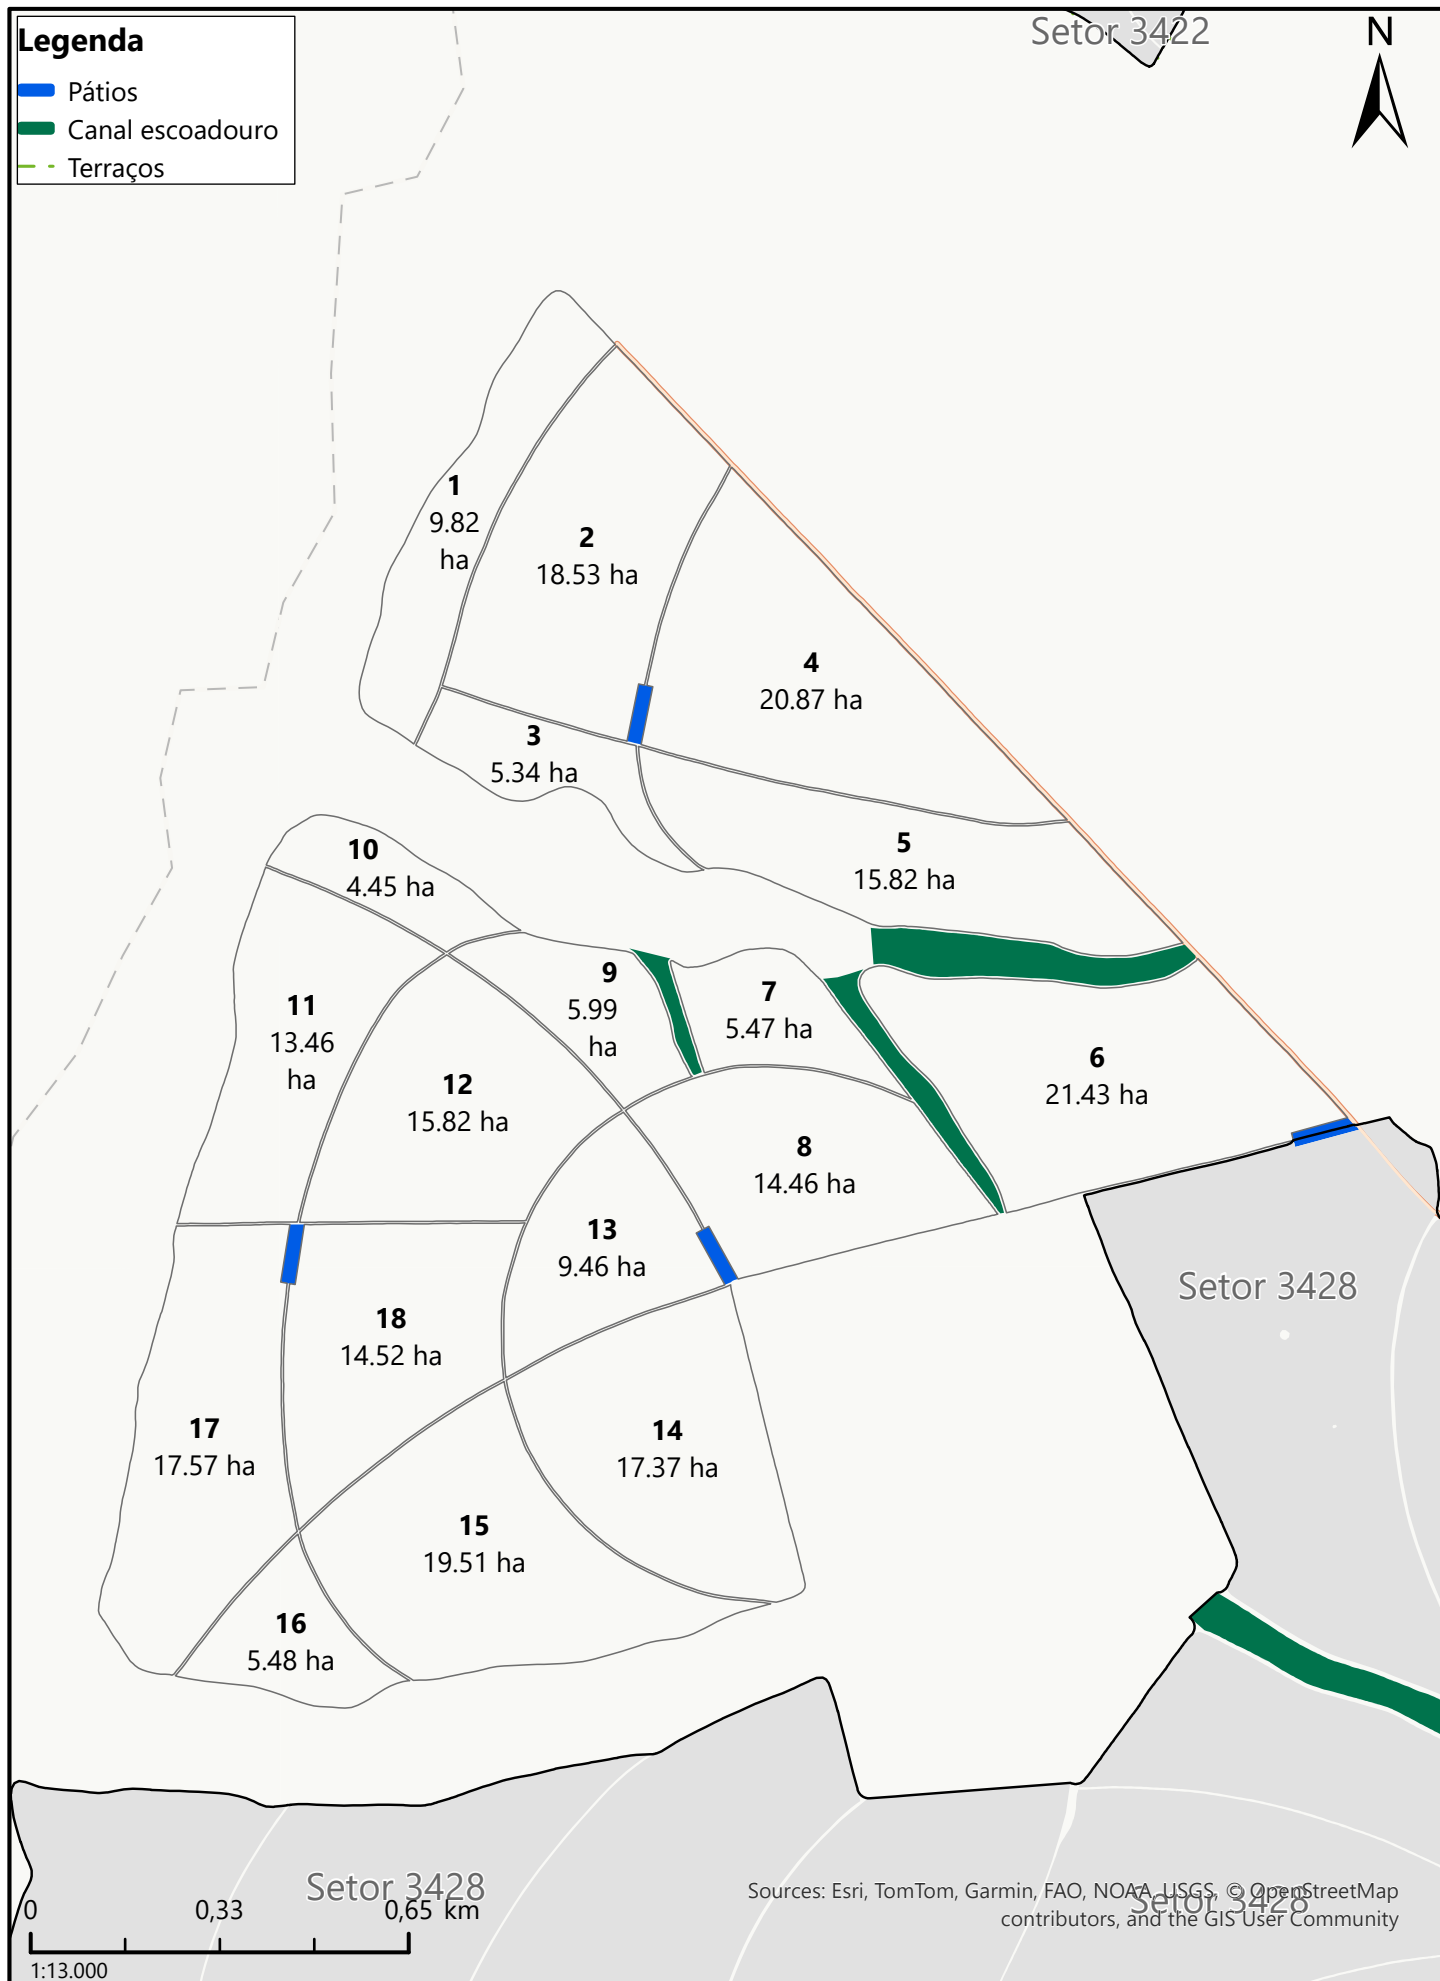 Legenda
Pátios
Canal escoadouro
Terraços
Setor 3422
N
1
9.82
ha
2
18.53 ha
4
20.87 ha
3
5.34 ha
5
15.82 ha
10
4.45 ha
9
5.99
ha
7
5.47 ha
11
13.46
ha
6
21.43 ha
12
15.82 ha
8
14.46 ha
13
9.46 ha
Setor 3428
18
14.52 ha
17
17.57 ha
14
17.37 ha
15
19.51 ha
16
5.48 ha
Setor 3428
Setor 3428
Sources: Esri, TomTom, Garmin, FAO, NOAA, USGS, © OpenStreetMap
contributors, and the GIS User Community
0 0,33 0,65 km
1:13.000